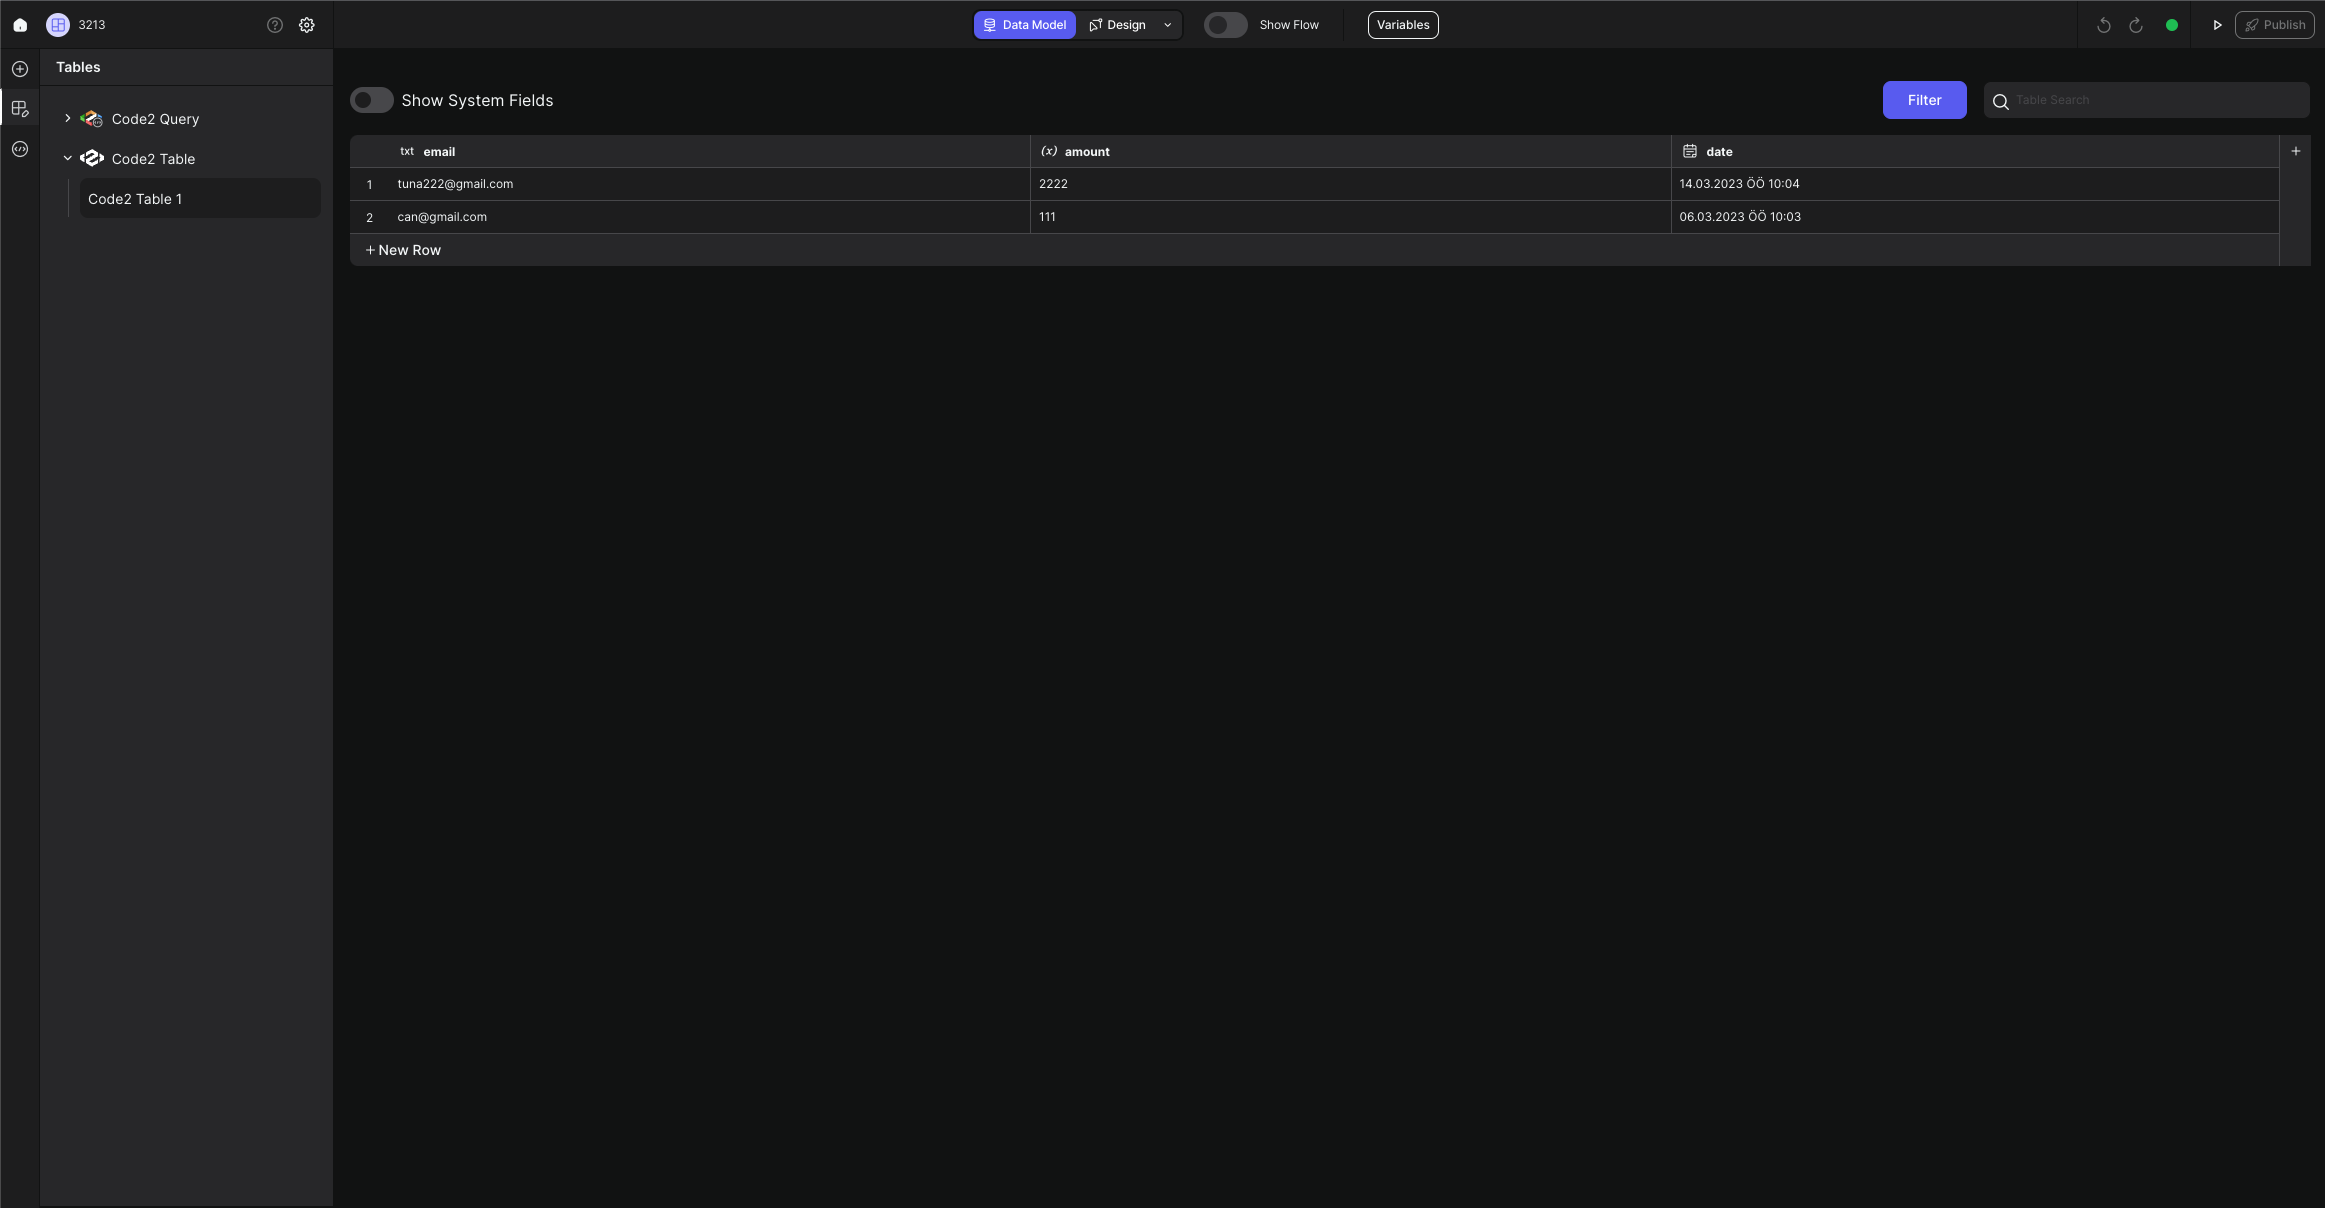 3213
Data Model
Design
Show Flow
Variables
Publish
Tables
Code2 Query
Code2 Table
Code2 Table 1
Show System Fields
Filter
Table Search
txt email (x) amount date +
1 tuna222@gmail.com 2222 14.03.2023 ÖÖ 10:04
2 can@gmail.com 111 06.03.2023 ÖÖ 10:03
+ New Row